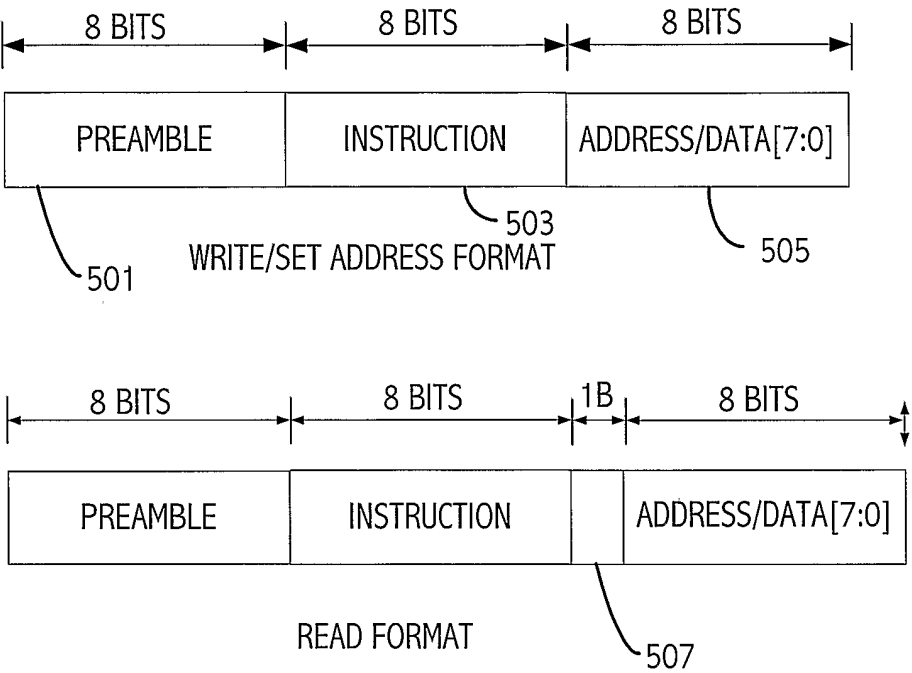 8 BITS 8 BITS 8 BITS
PREAMBLE INSTRUCTION ADDRESS/DATA[7:0]
503
WRITE/SET ADDRESS FORMAT 505
501
8 BITS 8 BITS 1B 8 BITS
PREAMBLE INSTRUCTION ADDRESS/DATA[7:0]
READ FORMAT
507